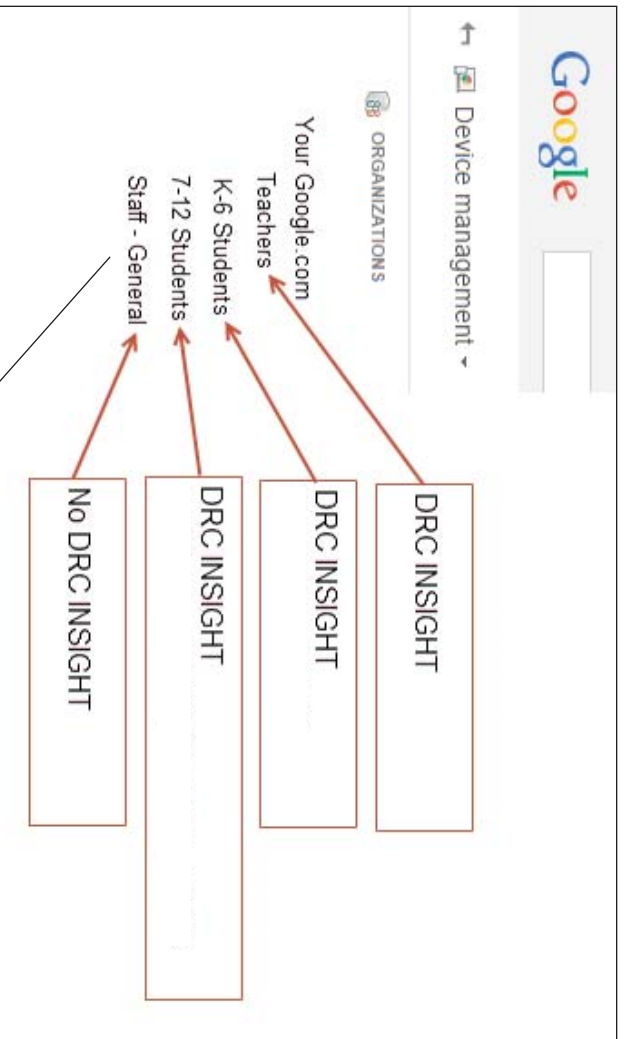 Google
Device management
ORGANIZATIONS
Your Google.com
Teachers
K-6 Students
7-12 Students
Staff - General
DRC INSIGHT
DRC INSIGHT
DRC INSIGHT
No DRC INSIGHT